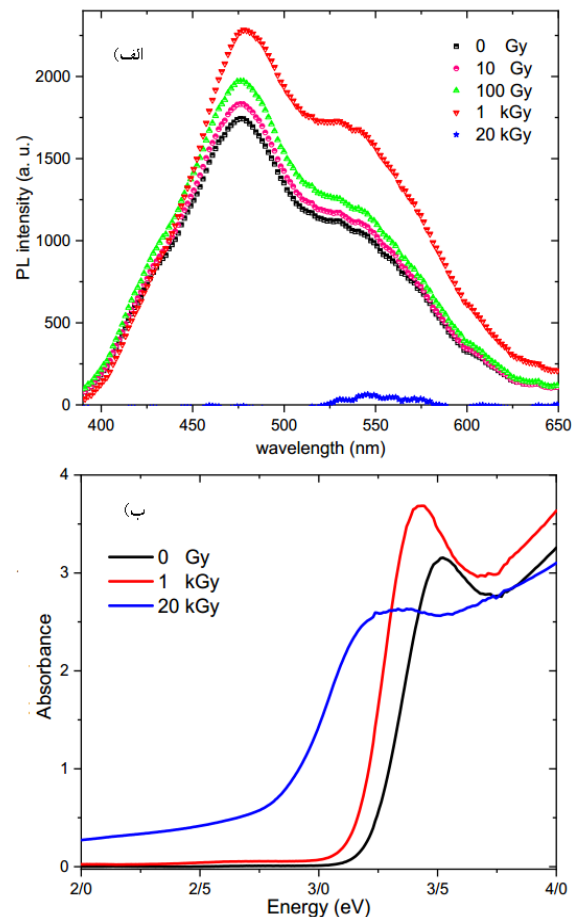 الف)
0 Gy
10 Gy
100 Gy
1 kGy
20 kGy
PL intensity (a. u.)
2000
1500
1000
500
0
400 450 500 550 600 650
wavelength (nm)
ب)
0 Gy
1 kGy
20 kGy
Absorbance
4
3
2
1
0
2/0 2/5 3/0 3/5 4/0
Energy (eV)